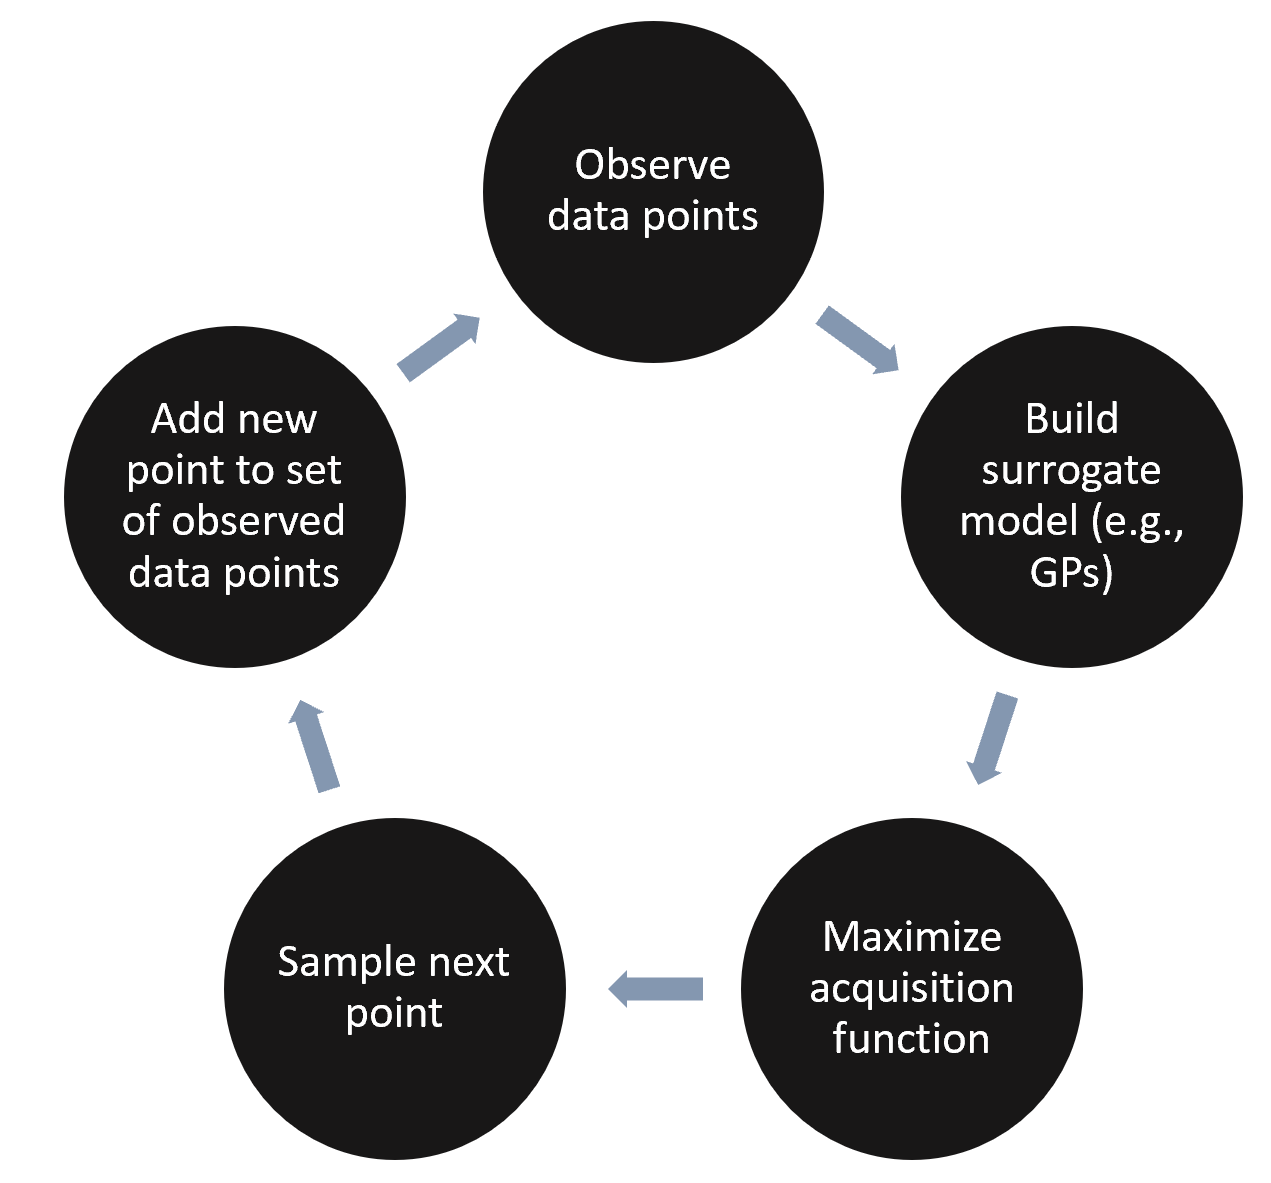 Observe
data points
Build
surrogate
model (e.g.,
GPs)
Maximize
acquisition
function
Sample next
point
Add new
point to set
of observed
data points